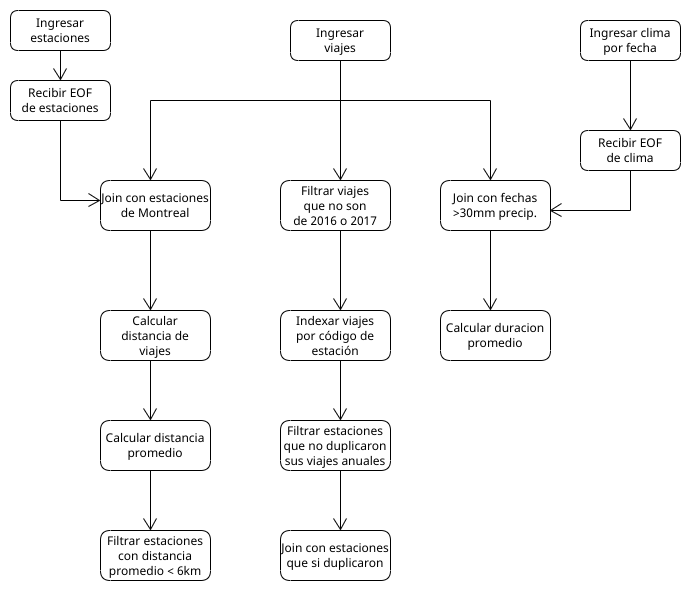 Ingresar
estaciones
Ingresar
viajes
Ingresar clima
por fecha
Recibir EOF
de estaciones
Recibir EOF
de clima
Join con estaciones
de Montreal
Filtrar viajes
que no son
de 2016 o 2017
Join con fechas
>30mm precip.
Calcular
distancia de
viajes
Indexar viajes
por código de
estación
Calcular duracion
promedio
Calcular distancia
promedio
Filtrar estaciones
que no duplicaron
sus viajes anuales
Filtrar estaciones
con distancia
promedio < 6km
Join con estaciones
que si duplicaron